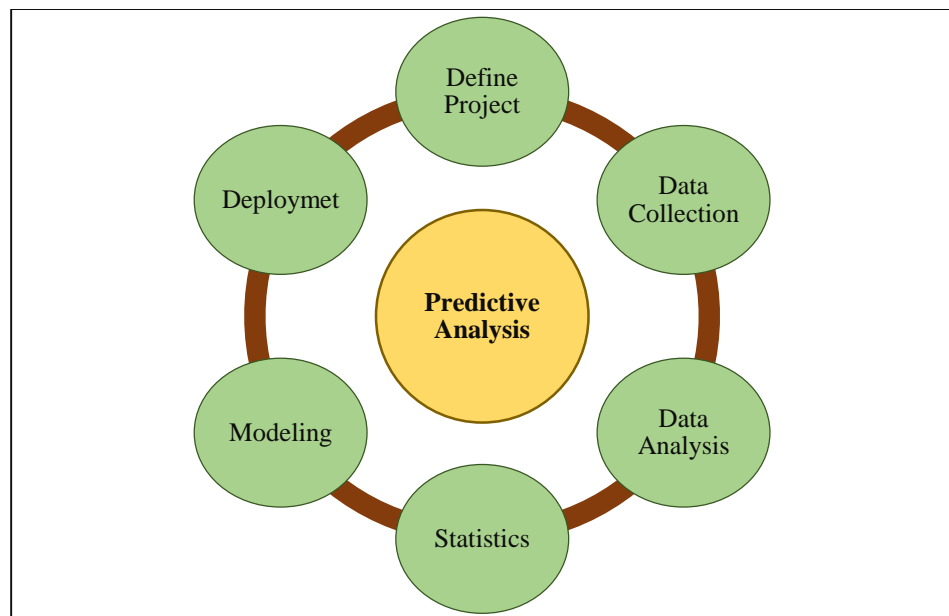 Define
Project
Data
Collection
Data
Analysis
Statistics
Modeling
Deploymet
Predictive
Analysis